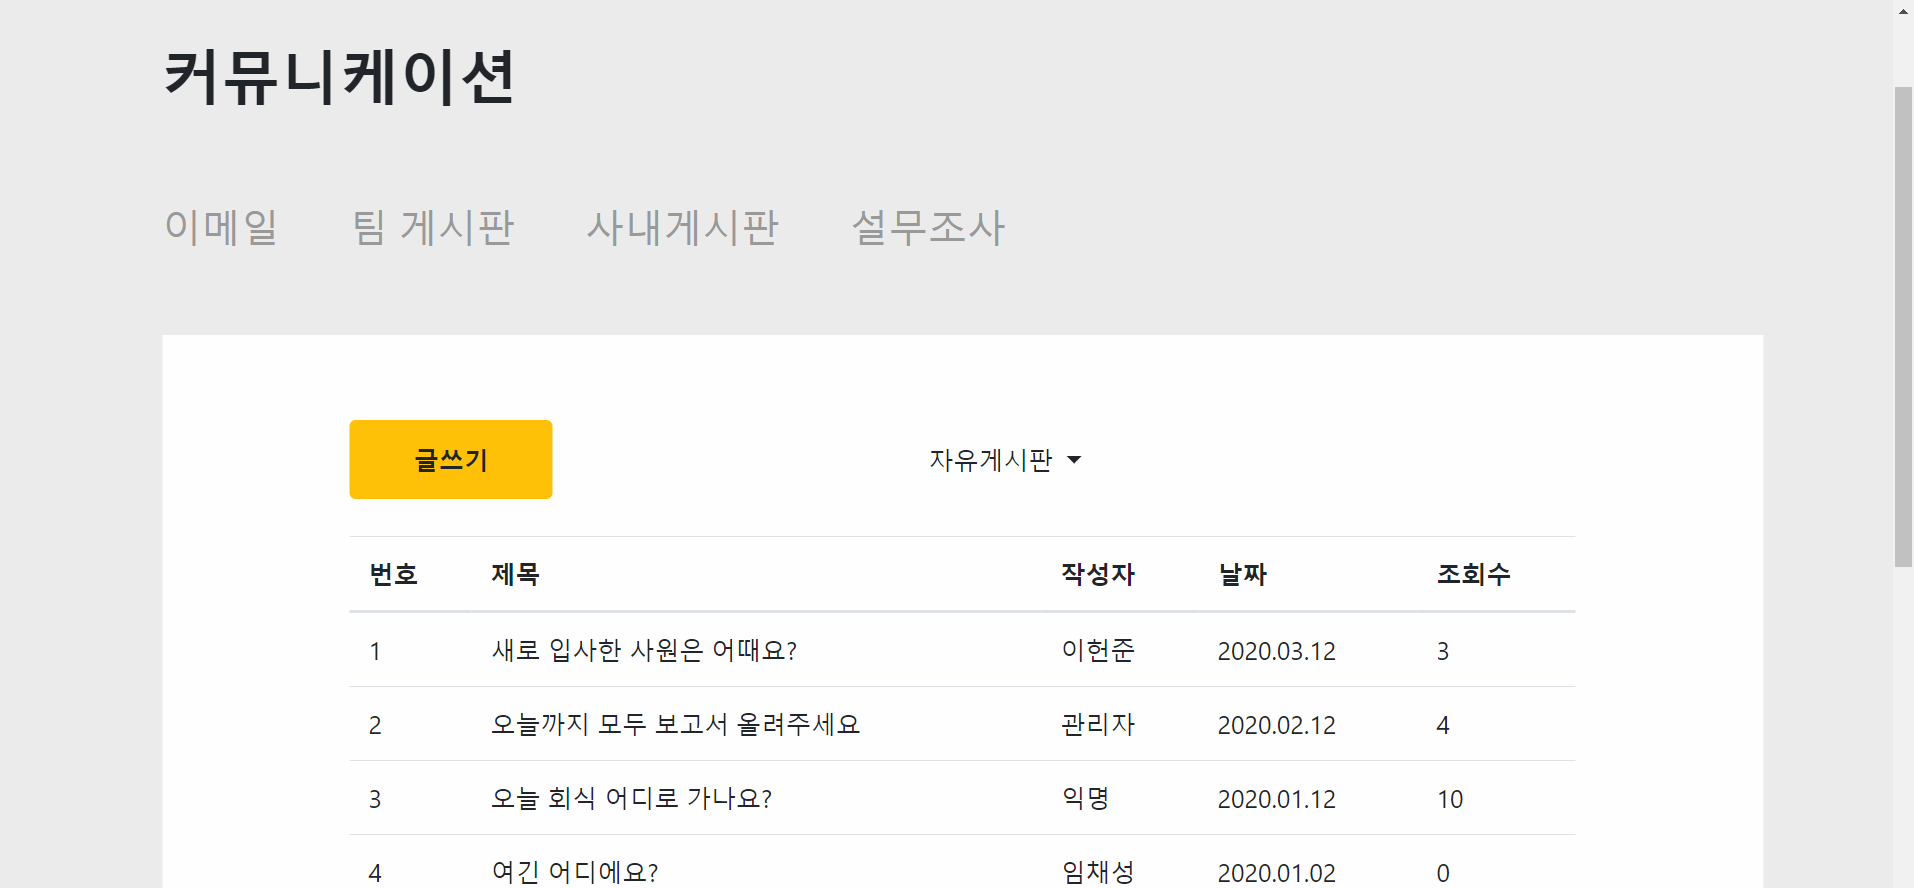 커뮤니케이션
이메일 팀 게시판 사내게시판 설무조사
글쓰기 자유게시판
번호 제목 작성자 날짜 조회수
1 새로 입사한 사원은 어때요? 이헌준 2020.03.12 3
2 오늘까지 모두 보고서 올려주세요 관리자 2020.02.12 4
3 오늘 회식 어디로 가나요? 익명 2020.01.12 10
4 여긴 어디에요? 임채성 2020.01.02 0